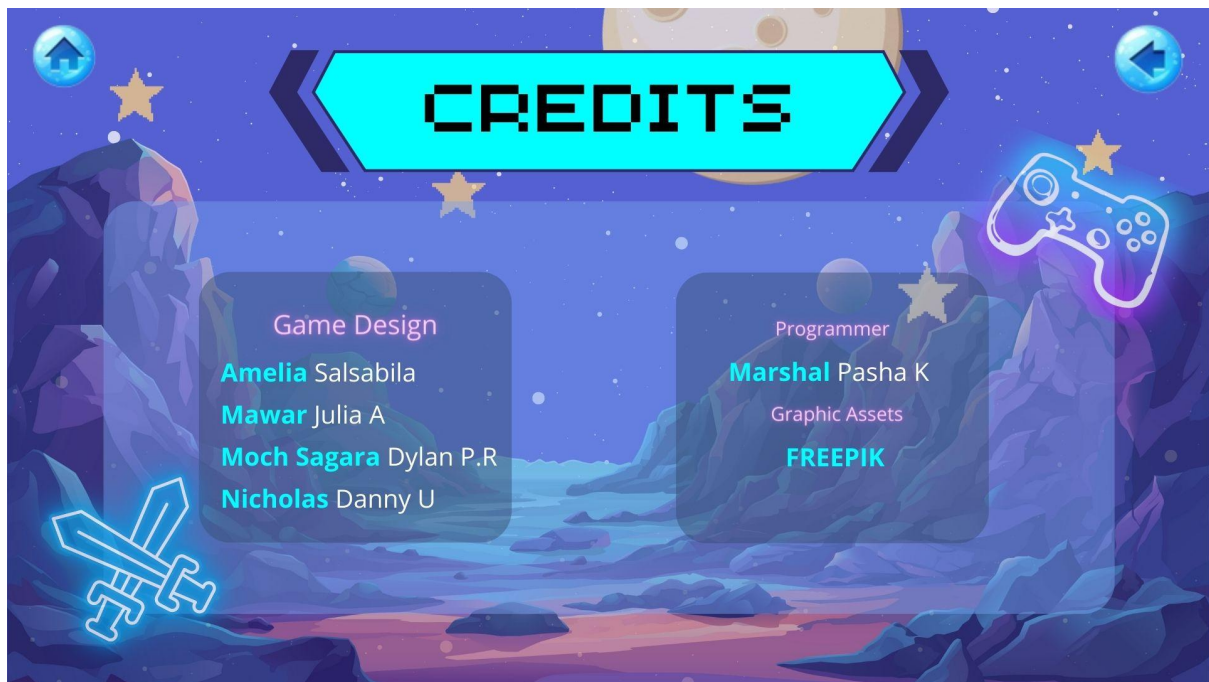 CREDITS
Game Design
Amelia Salsabila
Mawar Julia A
Moch Sagara Dylan P.R
Nicholas Danny U
Programmer
Marshal Pasha K
Graphic Assets
FREEPIK